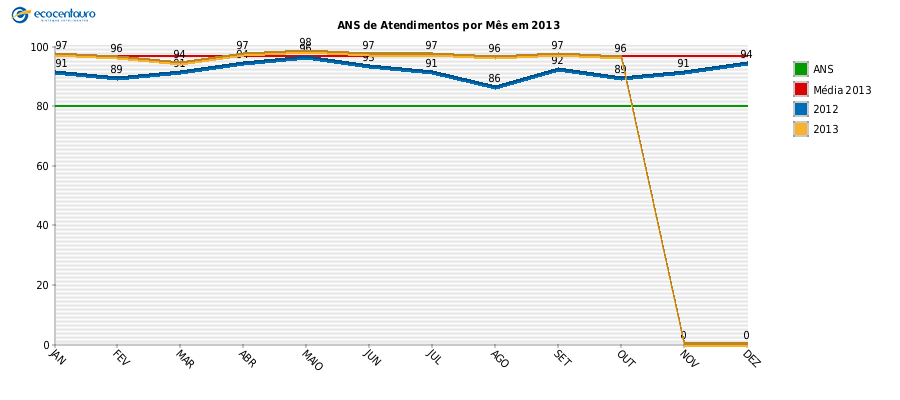 ecocentauro
ANS de Atendimentos por Mês em 2013
100
80
60
40
20
0
97 96 94 97 98 97 97 96 97 96
91 89 91 94 96 93 91 86 92 89 91 94
0 0
JAN FEV MAR ABR MAIO JUN JUL AGO SET OUT NOV DEZ
ANS
Média 2013
2012
2013